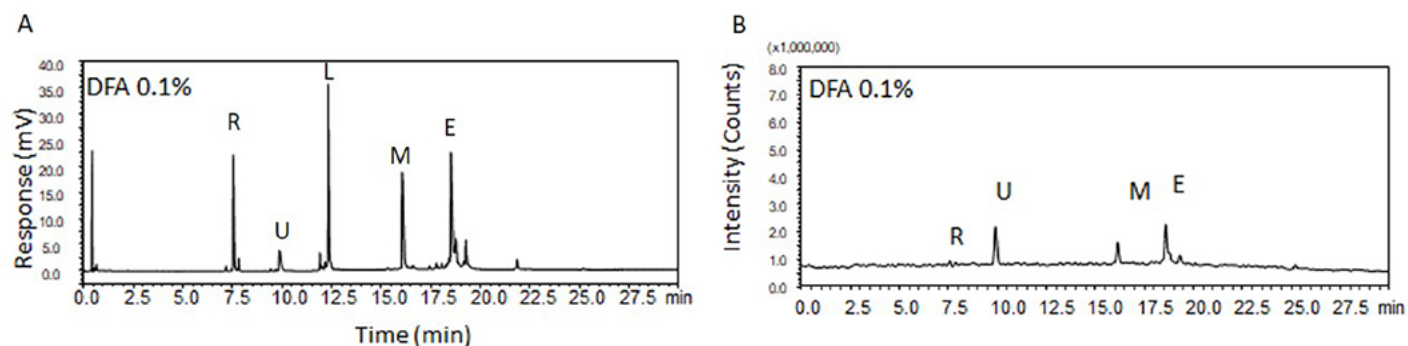 A
Response (mV)
40.0
35.0
30.0
25.0
20.0
15.0
10.0
5.0
0.0
DFA 0.1%
R
U
L
M
E
0.0 2.5 5.0 7.5 10.0 12.5 15.0 17.5 20.0 22.5 25.0 27.5 min
Time (min)
B
(x1,000,000)
Intensity (Counts)
8.0
7.0
6.0
5.0
4.0
3.0
2.0
1.0
0.0
DFA 0.1%
R
U
M
E
0.0 2.5 5.0 7.5 10.0 12.5 15.0 17.5 20.0 22.5 25.0 27.5 min